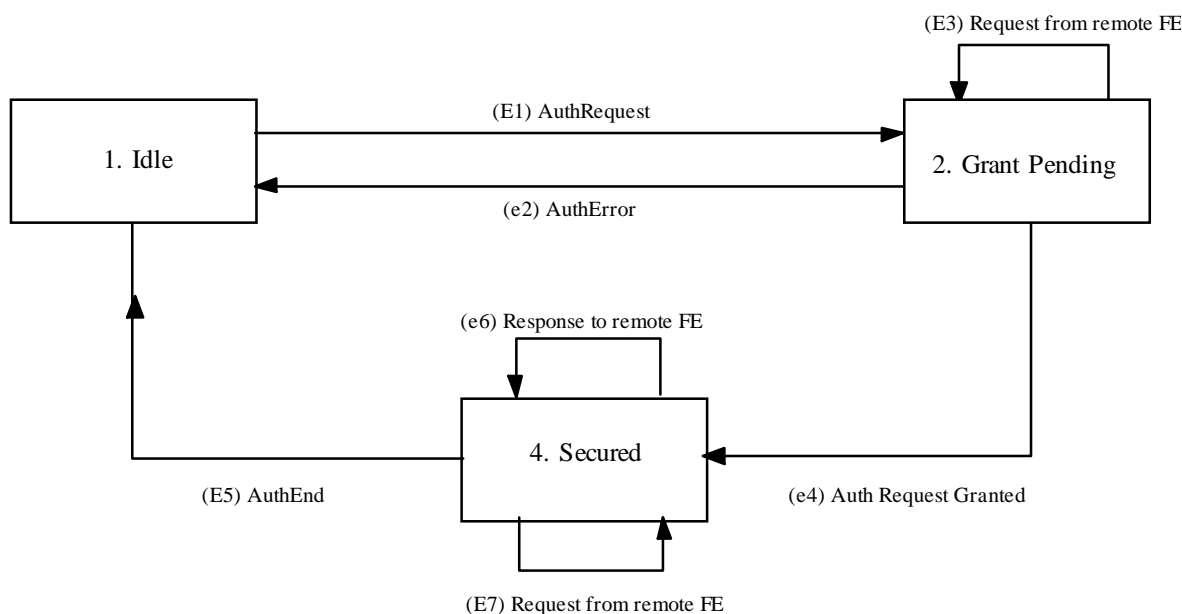 (E3) Request from remote FE
(E1) AuthRequest
1. Idle
2. Grant Pending
(e2) AuthError
(e6) Response to remote FE
4. Secured
(E5) AuthEnd
(e4) Auth Request Granted
(E7) Request from remote FE